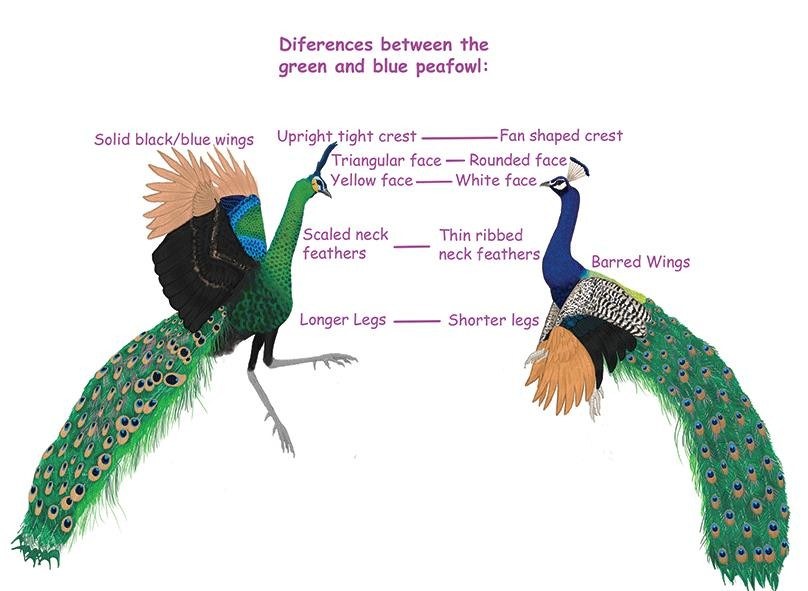 Diferences between the
green and blue peafowl:
Solid black/blue wings
Upright tight crest
Fan shaped crest
Triangular face
Rounded face
Yellow face
White face
Scaled neck
feathers
Thin ribbed
neck feathers
Barred Wings
Longer Legs
Shorter legs